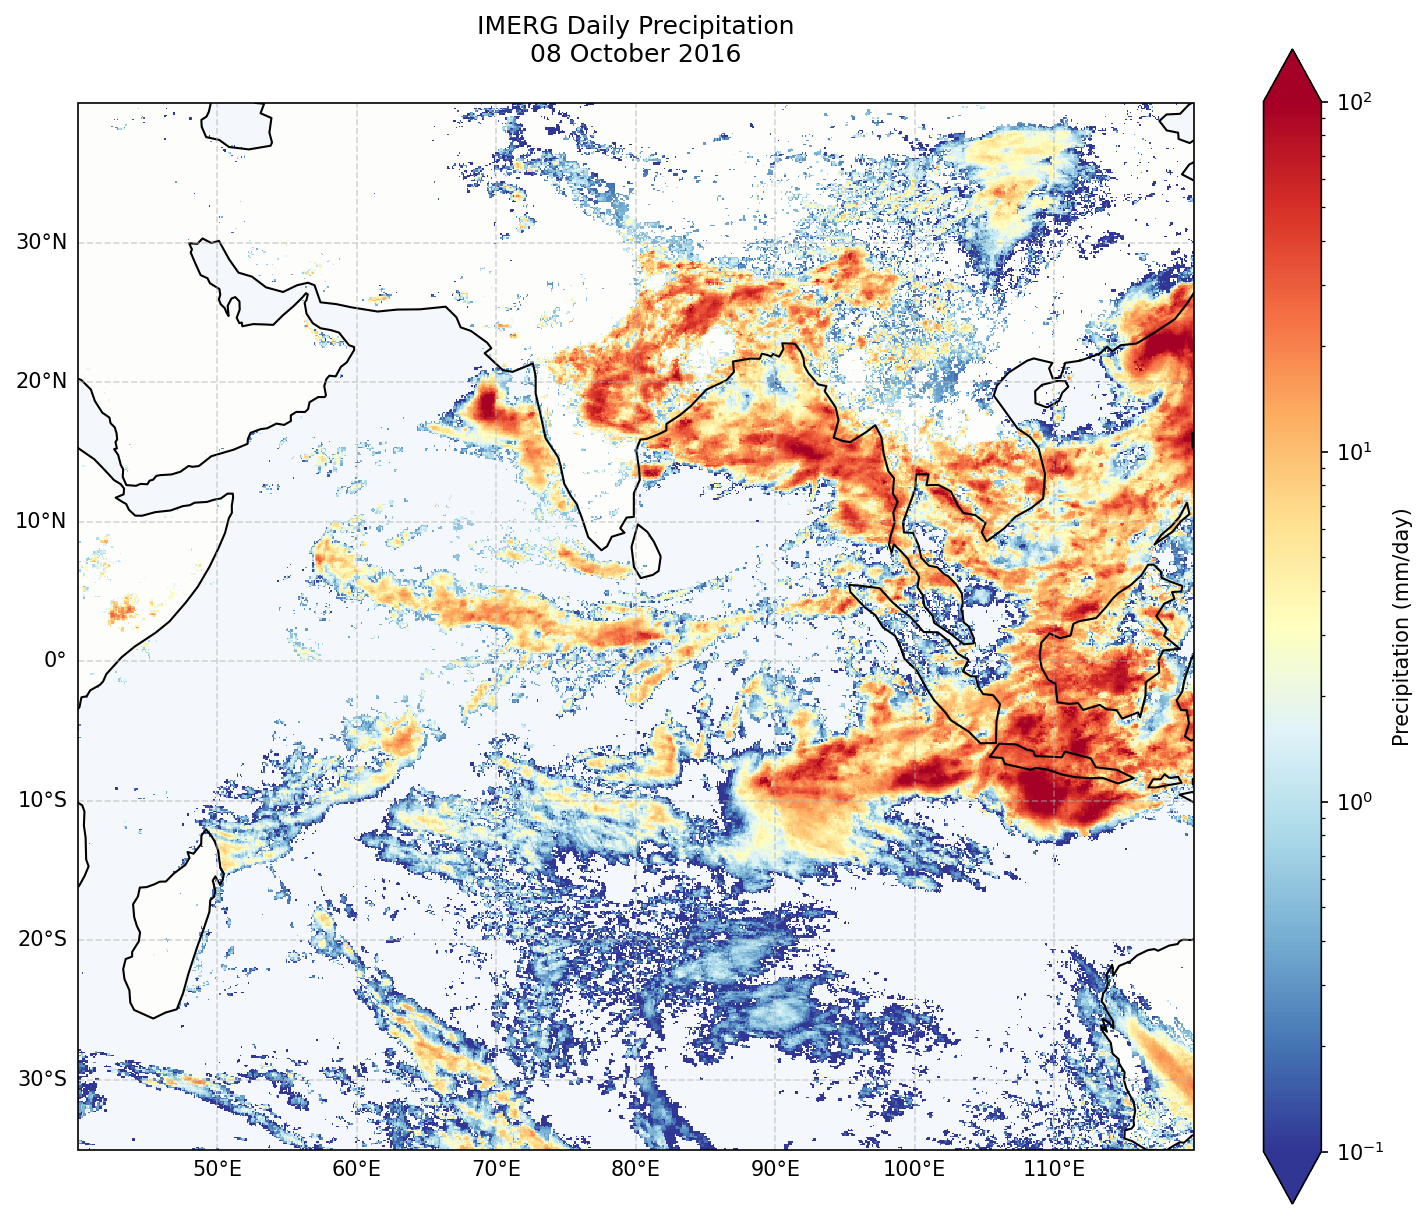 IMERG Daily Precipitation
08 October 2016
30°N
20°N
10°N
0°
10°S
20°S
30°S
50°E
60°E
70°E
80°E
90°E
100°E
110°E
10²
10¹
10⁰
10⁻¹
Precipitation (mm/day)